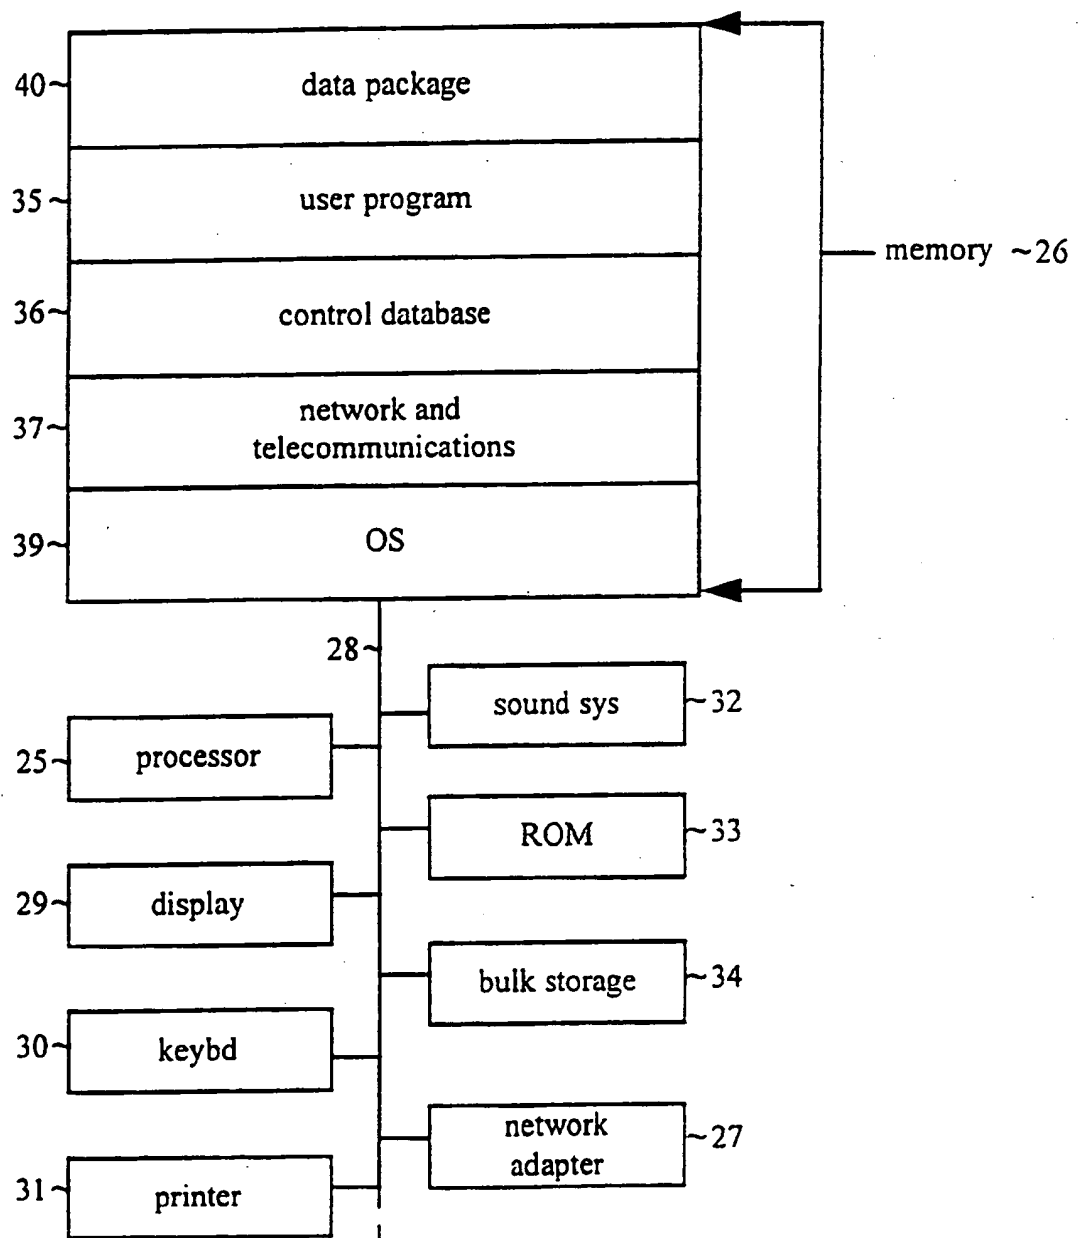 40~ data package
35~ user program
memory ~26
36~ control database
37~ network and
telecommunications
39~ OS
28~
sound sys ~32
25~ processor
ROM ~33
29~ display
bulk storage ~34
30~ keybd
network
adapter ~27
31~ printer